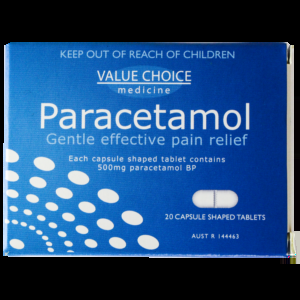 KEEP OUT OF REACH OF CHILDREN
VALUE CHOICE
medicine
Paracetamol
Gentle effective pain relief
Each capsule shaped tablet contains
500mg paracetamol BP
20 CAPSULE SHAPED TABLETS
AUST R 144463